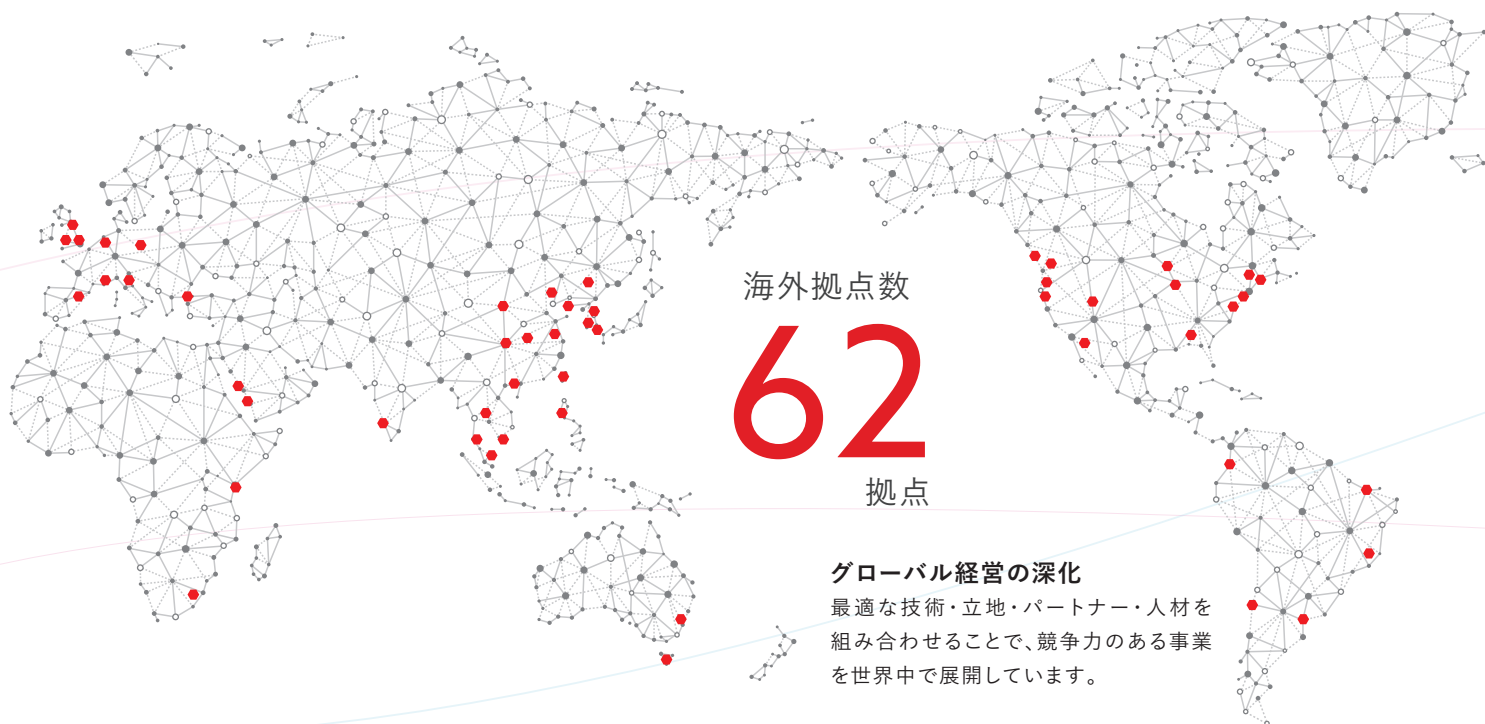 海外拠点数
62
拠点
グローバル経営の深化
最適な技術・立地・パートナー・人材を
組み合わせることで、競争力のある事業
を世界中で展開しています。